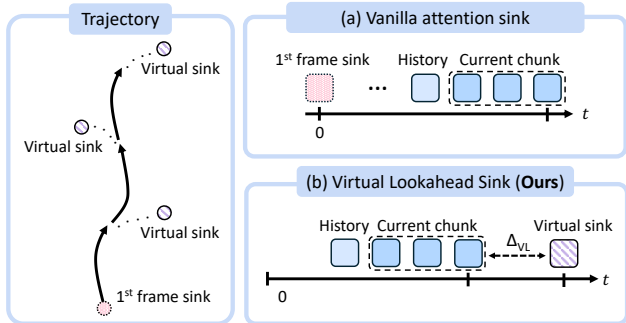 Trajectory
Virtual sink
Virtual sink
Virtual sink
1st frame sink
(a) Vanilla attention sink
1st frame sink
History
Current chunk
...
t
0
(b) Virtual Lookahead Sink (Ours)
History
Current chunk
Virtual sink
Δ_VL
t
0